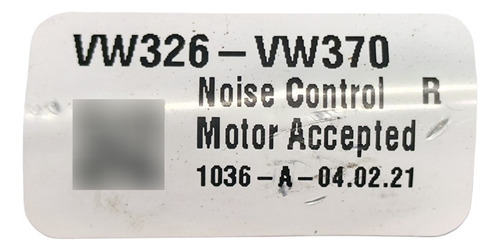 VW326-VW370
Noise Control R
Motor Accepted
1036-A-04.02.21